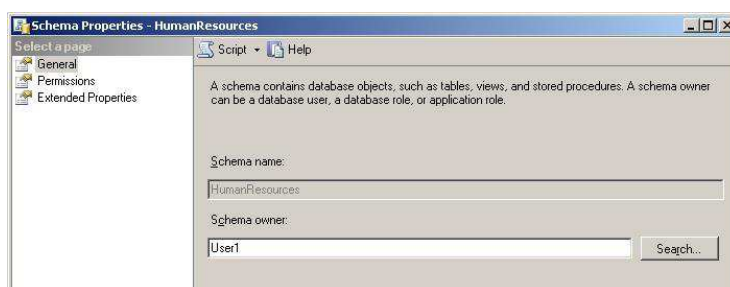 Schema Properties - HumanResources
Select a page
General
Permissions
Extended Properties
Script
Help
A schema contains database objects, such as tables, views, and stored procedures. A schema owner
can be a database user, a database role, or application role.
Schema name:
HumanResources
Schema owner:
User1
Search...